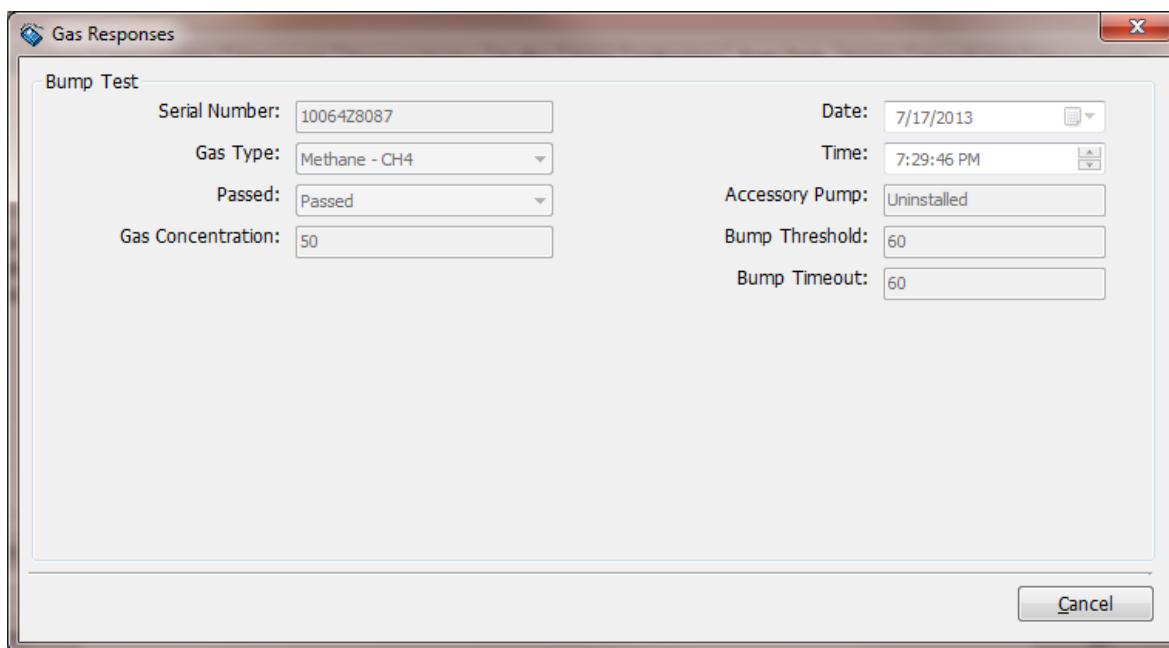 Gas Responses
Bump Test
Serial Number: 10064Z8087
Date: 7/17/2013
Gas Type: Methane - CH4
Time: 7:29:46 PM
Passed: Passed
Accessory Pump: Uninstalled
Gas Concentration: 50
Bump Threshold: 60
Bump Timeout: 60
Cancel